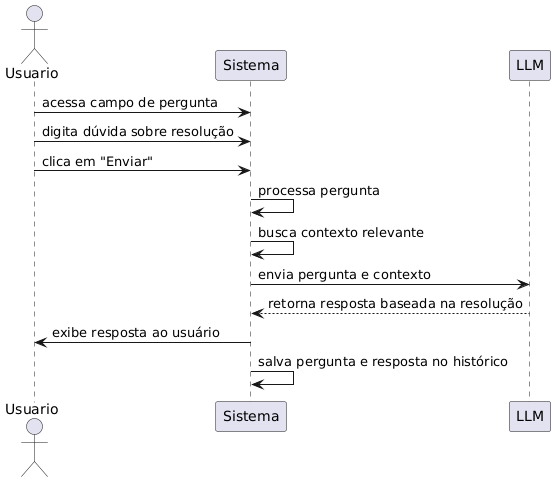 Usuario
Sistema
LLM
acessa campo de pergunta
digita dúvida sobre resolução
clica em "Enviar"
processa pergunta
busca contexto relevante
envia pergunta e contexto
retorna resposta baseada na resolução
exibe resposta ao usuário
salva pergunta e resposta no histórico
Usuario
Sistema
LLM